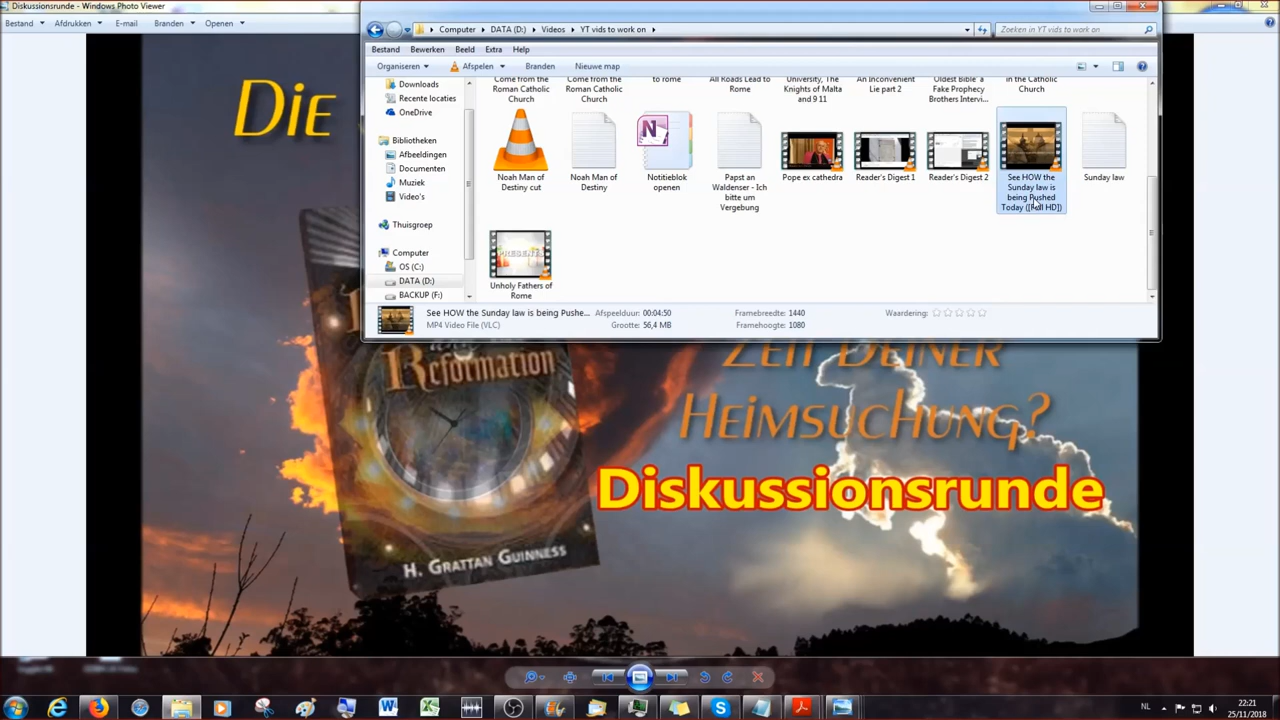 Diskussionsrunde - Windows Photo Viewer
Bestand
Afdrukken
E-mail
Branden
Openen
Computer
DATA (D:)
Videos
YT vids to work on
Zoeken in YT vids to work on
Bestand
Bewerken
Beeld
Extra
Help
Organiseren
Afspelen
Branden
Nieuwe map
Downloads
Recente locaties
OneDrive
Bibliotheken
Afbeeldingen
Documenten
Muziek
Video's
Thuisgroep
Computer
OS (C:)
DATA (D:)
BACKUP (F:)
Come from the
Roman Catholic
Church
Come from the
Roman Catholic
Church
to rome
All Roads Lead to
Rome
University, The
Knights of Malta
and 9 11
An Inconvenient
Lie part 2
Oldest Bible' a
Fake Prophecy
Brothers Intervi...
in the Catholic
Church
Noah Man of
Destiny cut
Noah Man of
Destiny
Notitieblok
openen
Papst an
Waldenser - Ich
bitte um
Vergebung
Pope ex cathedra
Reader's Digest 1
Reader's Digest 2
See HOW the
Sunday law is
being Pushed
Today ([Full HD])
Sunday law
PRESENTS
Unholy Fathers of
Rome
See HOW the Sunday law is being Pushe...
MP4 Video File (VLC)
Afspeelduur: 00:04:50
Grootte: 56,4 MB
Framebreedte: 1440
Framehoogte: 1080
Waardering:
Die
Zeit Deiner
Heimsuchung?
Diskussionsrunde
Reformation
H. GRATTAN GUINNESS
NL
22:21
25/11/2018